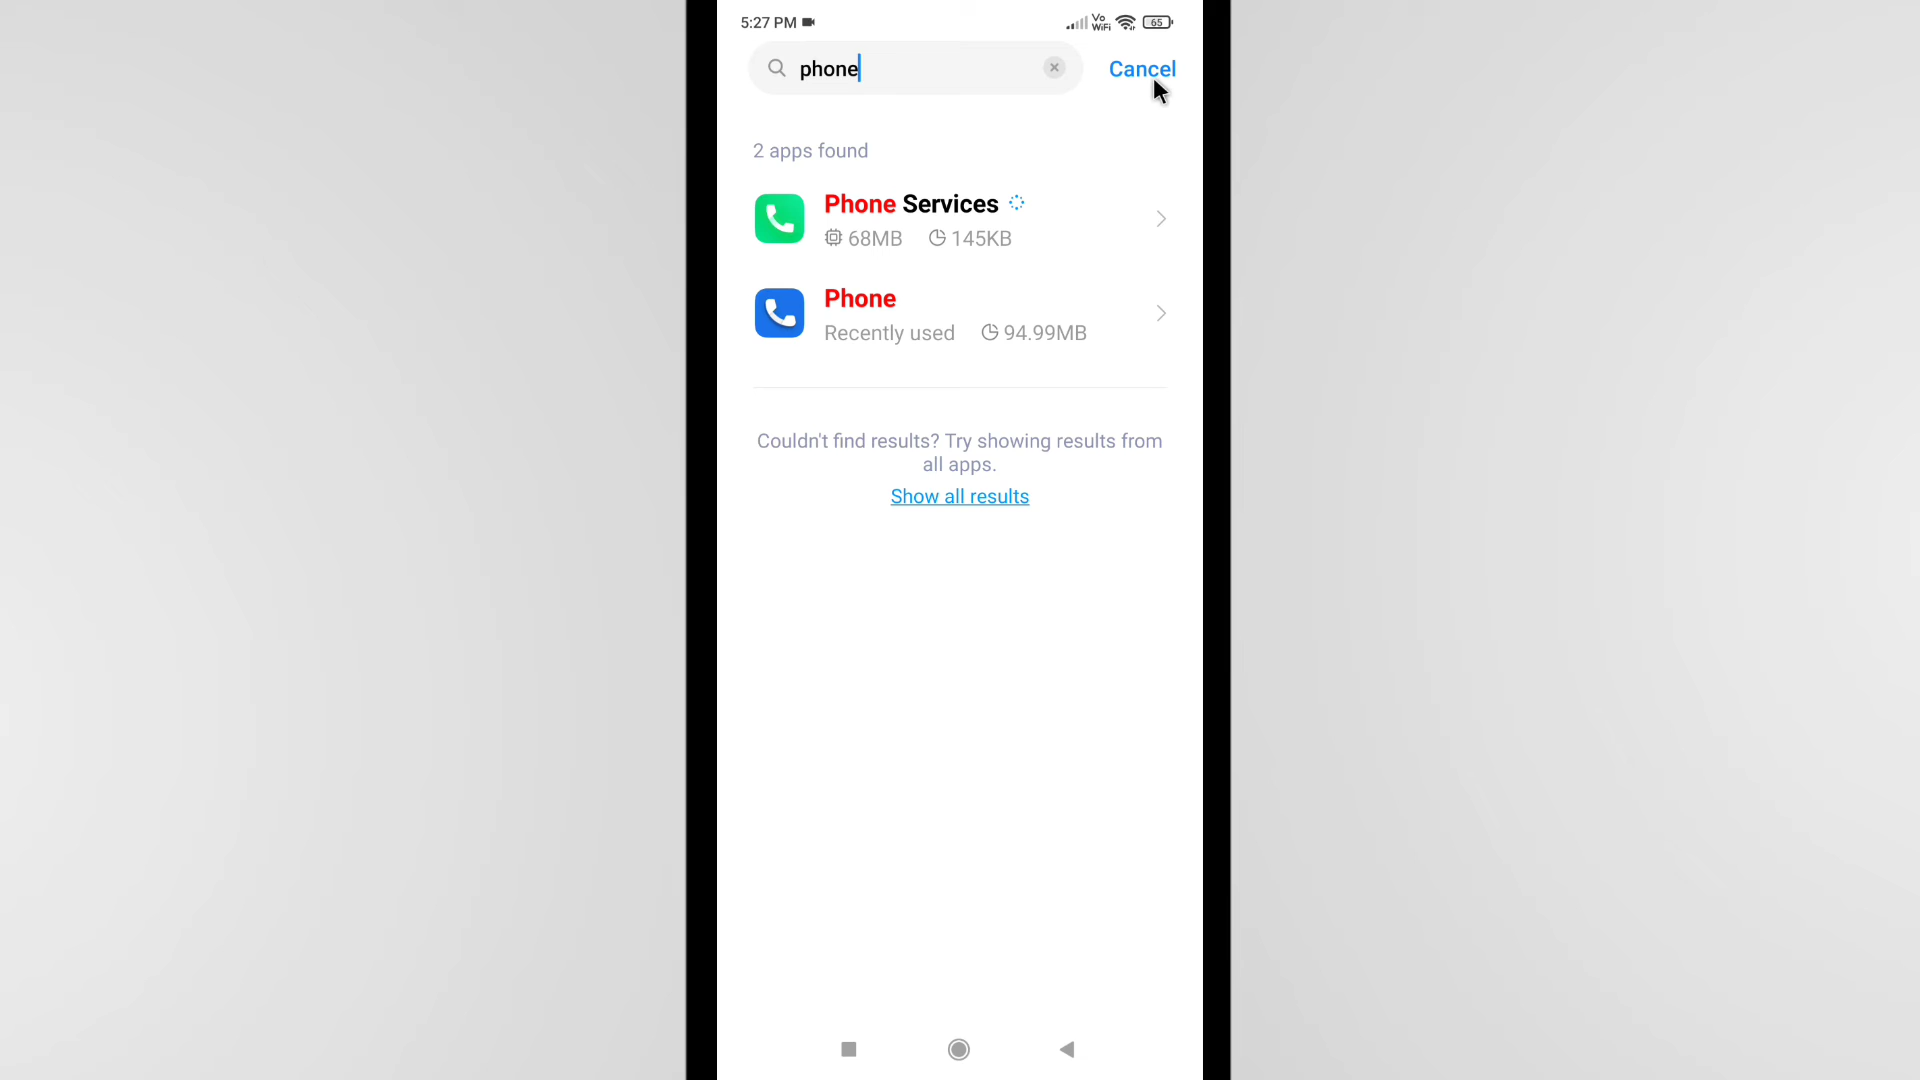 5:27 PM
Vo
WiFi
65
phone
Cancel
2 apps found
Phone Services
68MB 145KB
Phone
Recently used 94.99MB
Couldn't find results? Try showing results from
all apps.
Show all results